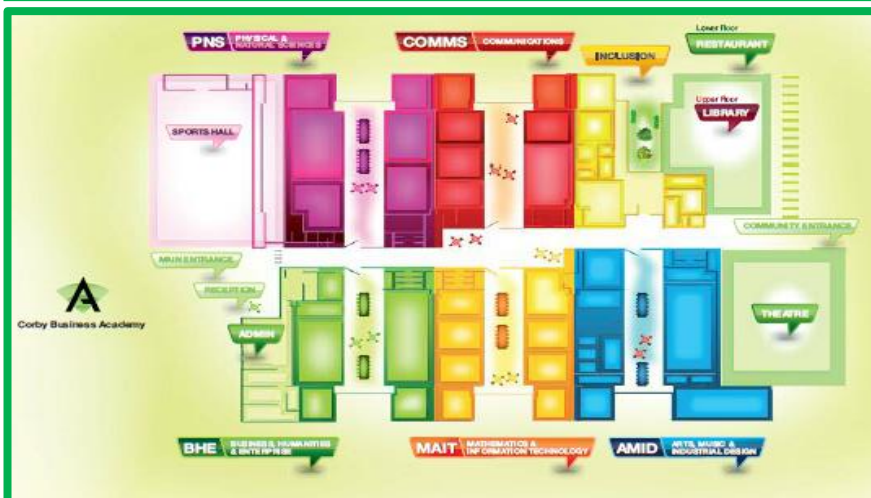 Lower floor
PNS PHYSICAL &
NATURAL SCIENCES
COMMS COMMUNICATIONS
RESTAURANT
INCLUSION
Upper floor
LIBRARY
SPORTS HALL
COMMUNITY ENTRANCE
MAIN ENTRANCE
RECEPTION
Corby Business Academy
ADMIN
THEATRE
BHE BUSINESS, HUMANITIES
& ENTERPRISE
MAIT MATHEMATICS &
INFORMATION TECHNOLOGY
AMID ARTS, MUSIC &
INDUSTRIAL DESIGN